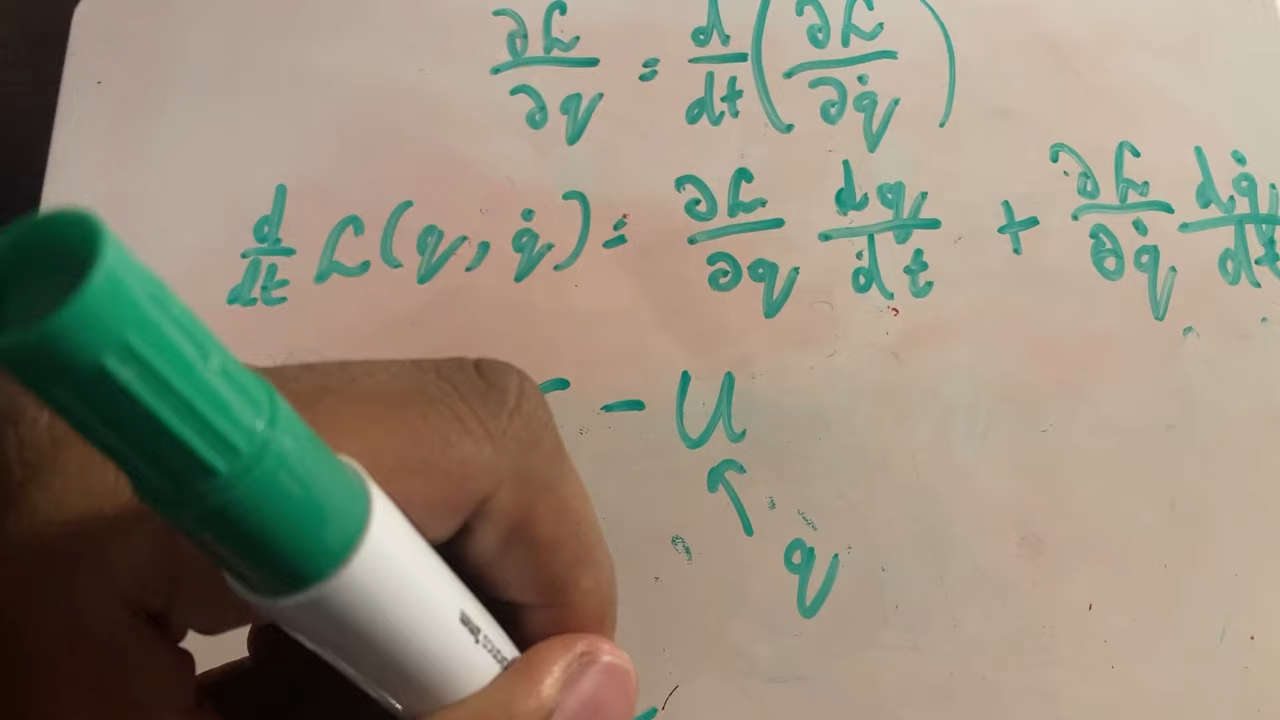 ∂ℒ/∂q = d/dt (∂ℒ/∂q̇)
d/dt ℒ(q, q̇) = ∂ℒ/∂q dq/dt + ∂ℒ/∂q̇ dq̇/dt
- U
↑
q